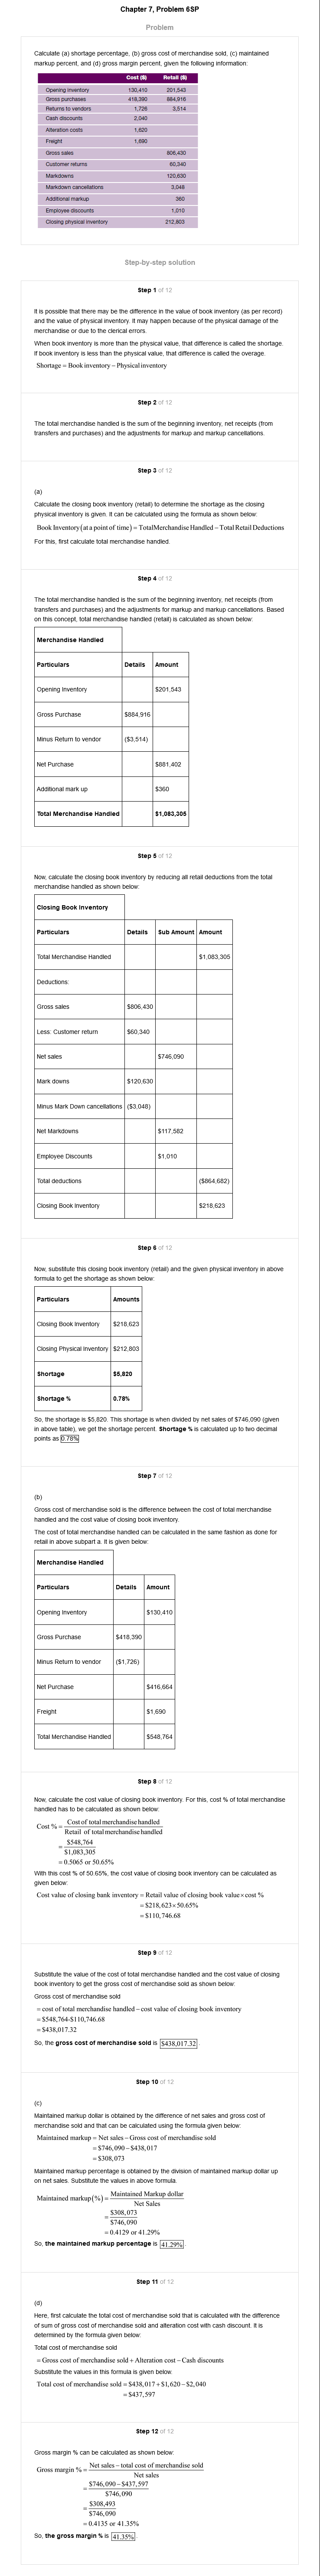 Chapter 7, Problem 6SP
Problem
Calculate (a) shortage percentage, (b) gross cost of merchandise sold, (c) maintained
markup percent, and (d) gross margin percent, given the following information:
Cost ($) Retail ($)
Opening inventory 130,410 201,543
Gross purchases 418,390 884,916
Returns to vendors 1,726 3,514
Cash discounts 2,040
Alteration costs 1,620
Freight 1,690
Gross sales 806,430
Customer returns 60,340
Markdowns 120,630
Markdown cancellations 3,048
Additional markup 360
Employee discounts 1,010
Closing physical inventory 212,803
Step-by-step solution
Step 1 of 12
It is possible that there may be the difference in the value of book inventory (as per record)
and the value of physical inventory. It may happen because of the physical damage of the
merchandise or due to the clerical errors.
When book inventory is more than the physical value, that difference is called the shortage.
If book inventory is less than the physical value, that difference is called the overage.
Shortage = Book inventory − Physical inventory
Step 2 of 12
The total merchandise handled is the sum of the beginning inventory, net receipts (from
transfers and purchases) and the adjustments for markup and markup cancellations.
Step 3 of 12
(a)
Calculate the closing book inventory (retail) to determine the shortage as the closing
physical inventory is given. It can be calculated using the formula as shown below:
Book Inventory (at a point of time) = Total Merchandise Handled − Total Retail Deductions
For this, first calculate total merchandise handled.
Step 4 of 12
The total merchandise handled is the sum of the beginning inventory, net receipts (from
transfers and purchases) and the adjustments for markup and markup cancellations. Based
on this concept, total merchandise handled (retail) is calculated as shown below:
Merchandise Handled
Particulars Details Amount
Opening Inventory $201,543
Gross Purchase $884,916
Minus Return to vendor ($3,514)
Net Purchase $881,402
Additional mark up $360
Total Merchandise Handled $1,083,305
Step 5 of 12
Now, calculate the closing book inventory by reducing all retail deductions from the total
merchandise handled as shown below:
Closing Book Inventory
Particulars Details Sub Amount Amount
Total Merchandise Handled $1,083,305
Deductions:
Gross sales $806,430
Less: Customer return $60,340
Net sales $746,090
Mark downs $120,630
Minus Mark Down cancellations ($3,048)
Net Markdowns $117,582
Employee Discounts $1,010
Total deductions ($864,682)
Closing Book Inventory $218,623
Step 6 of 12
Now, substitute this closing book inventory (retail) and the given physical inventory in above
formula to get the shortage as shown below:
Particulars Amounts
Closing Book Inventory $218,623
Closing Physical Inventory $212,803
Shortage $5,820
Shortage % 0.78%
So, the shortage is $5,820. This shortage is when divided by net sales of $746,090 (given
in above table), we get the shortage percent. Shortage % is calculated up to two decimal
points as 0.78%
Step 7 of 12
(b)
Gross cost of merchandise sold is the difference between the cost of total merchandise
handled and the cost value of closing book inventory.
The cost of total merchandise handled can be calculated in the same fashion as done for
retail in above subpart a. It is given below:
Merchandise Handled
Particulars Details Amount
Opening Inventory $130,410
Gross Purchase $418,390
Minus Return to vendor ($1,726)
Net Purchase $416,664
Freight $1,690
Total Merchandise Handled $548,764
Step 8 of 12
Now, calculate the cost value of closing book inventory. For this, cost % of total merchandise
handled has to be calculated as shown below:
Cost % = Cost of total merchandise handled
Retail of total merchandise handled
= $548,764
$1,083,305
= 0.5065 or 50.65%
With this cost % of 50.65%, the cost value of closing book inventory can be calculated as
given below:
Cost value of closing bank inventory = Retail value of closing book value × cost %
= $218,623 × 50.65%
= $110,746.68
Step 9 of 12
Substitute the value of the cost of total merchandise handled and the cost value of closing
book inventory to get the gross cost of merchandise sold as shown below:
Gross cost of merchandise sold
= cost of total merchandise handled − cost value of closing book inventory
= $548,764-$110,746.68
= $438,017.32
So, the gross cost of merchandise sold is $438,017.32.
Step 10 of 12
(c)
Maintained markup dollar is obtained by the difference of net sales and gross cost of
merchandise sold and that can be calculated using the formula given below:
Maintained markup = Net sales − Gross cost of merchandise sold
= $746,090 − $438,017
= $308,073
Maintained markup percentage is obtained by the division of maintained markup dollar up
on net sales. Substitute the values in above formula.
Maintained markup (%) = Maintained Markup dollar
Net Sales
= $308,073
$746,090
= 0.4129 or 41.29%
So, the maintained markup percentage is 41.29%.
Step 11 of 12
(d)
Here, first calculate the total cost of merchandise sold that is calculated with the difference
of sum of gross cost of merchandise sold and alteration cost with cash discount. It is
determined by the formula given below:
Total cost of merchandise sold
= Gross cost of merchandise sold + Alteration cost − Cash discounts
Substitute the values in this formula is given below.
Total cost of merchandise sold = $438,017 + $1,620 − $2,040
= $437,597
Step 12 of 12
Gross margin % can be calculated as shown below:
Gross margin % = Net sales − total cost of merchandise sold
Net sales
= $746,090 − $437,597
$746,090
= $308,493
$746,090
= 0.4135 or 41.35%
So, the gross margin % is 41.35%.